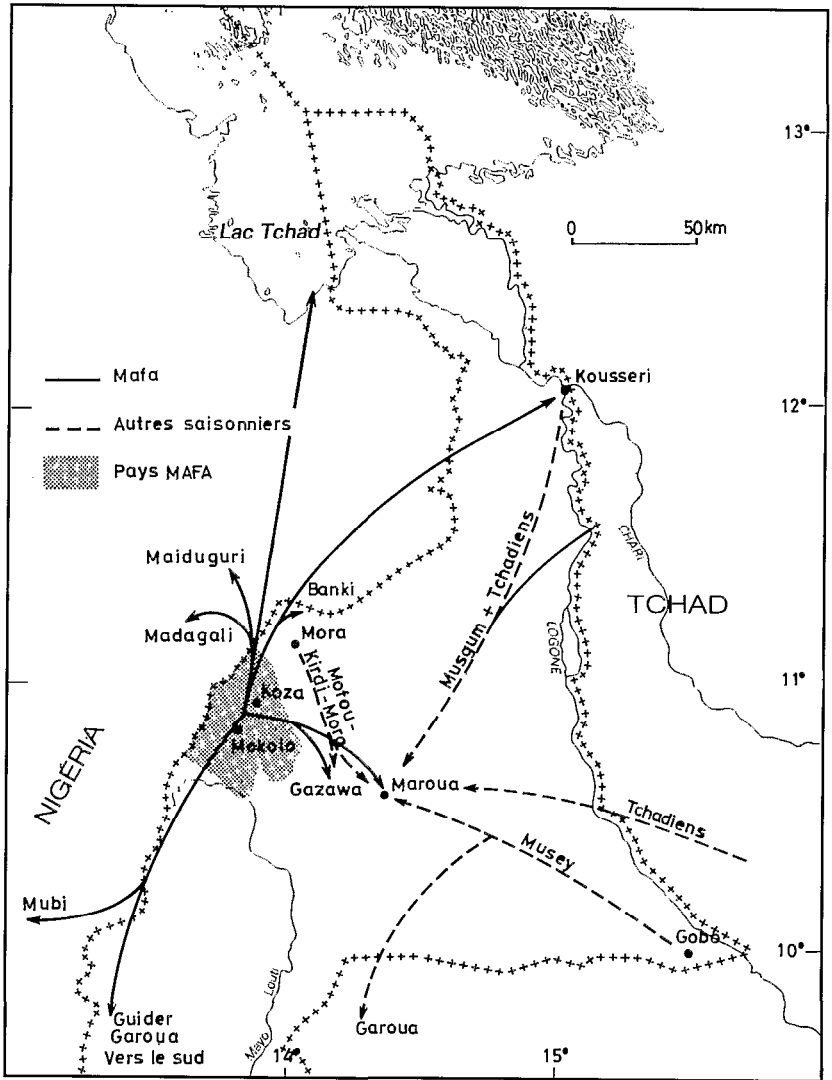 13°
Lac Tchad
0 50km
Mafa
Autres saisonniers
Pays MAFA
Kousseri
12°
Musgum + Tchadiens
CHARI
Maiduguri
Banki
TCHAD
Madagali
Mora
LOGONE
11°
Koza
Mofou-
Kirdi-Mora
Mokolo
NIGÉRIA
Gazawa
Maroua
Tchadiens
Musey
Mubi
Gobo
10°
Guider
Garoua
Vers le sud
Mayo Louti
Garoua
14°
15°